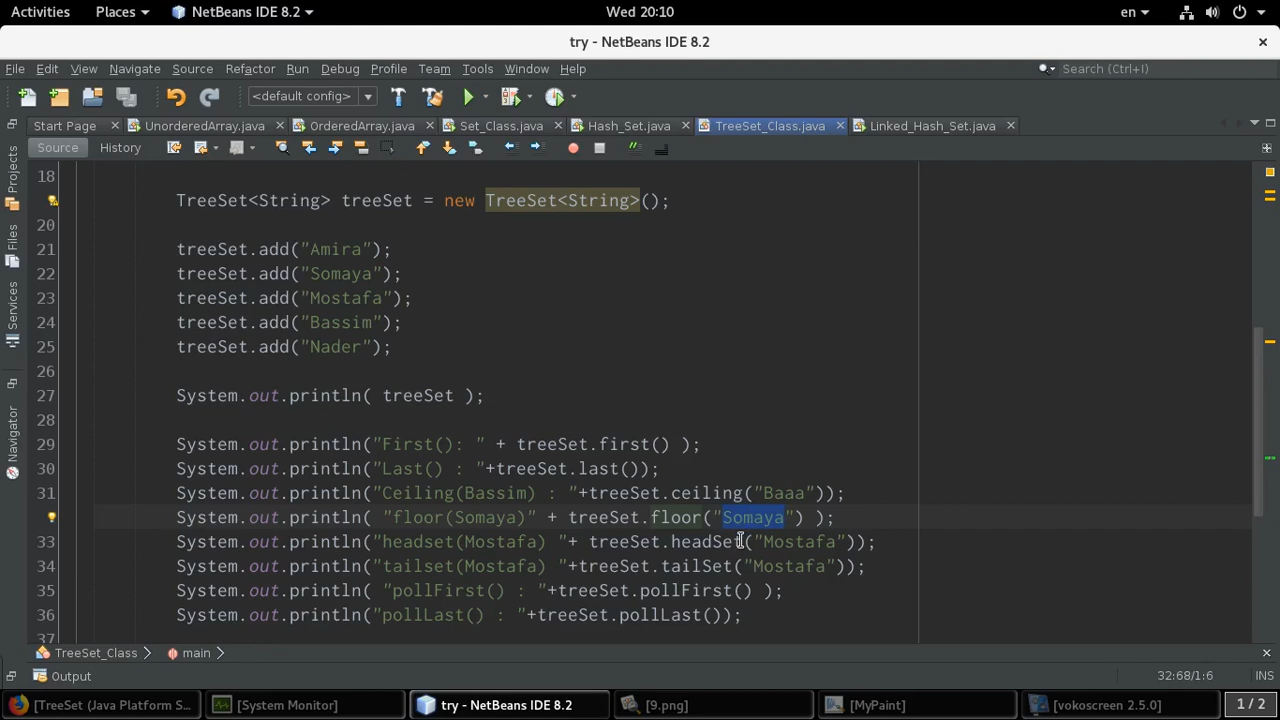 Activities Places NetBeans IDE 8.2 Wed 20:10 en
try - NetBeans IDE 8.2
File Edit View Navigate Source Refactor Run Debug Profile Team Tools Window Help Search (Ctrl+I)
<default config>
Start Page UnorderedArray.java OrderedArray.java Set_Class.java Hash_Set.java TreeSet_Class.java Linked_Hash_Set.java
Source History
18
TreeSet<String> treeSet = new TreeSet<String>();
20
21 treeSet.add("Amira");
22 treeSet.add("Somaya");
23 treeSet.add("Mostafa");
24 treeSet.add("Bassim");
25 treeSet.add("Nader");
26
27 System.out.println( treeSet );
28
29 System.out.println("First(): " + treeSet.first() );
30 System.out.println("Last() : "+treeSet.last());
31 System.out.println("Ceiling(Bassim) : "+treeSet.ceiling("Baaa"));
System.out.println( "floor(Somaya)" + treeSet.floor("Somaya") );
33 System.out.println("headset(Mostafa) "+ treeSet.headSet("Mostafa"));
34 System.out.println("tailset(Mostafa) "+treeSet.tailSet("Mostafa"));
35 System.out.println( "pollFirst() : "+treeSet.pollFirst() );
36 System.out.println("pollLast() : "+treeSet.pollLast());
37
Projects
Files
Services
Navigator
TreeSet_Class main
Output 32:68/1:6 INS
[TreeSet (Java Platform S... [System Monitor] try - NetBeans IDE 8.2 [9.png] [MyPaint] [vokoscreen 2.5.0] 1 / 2